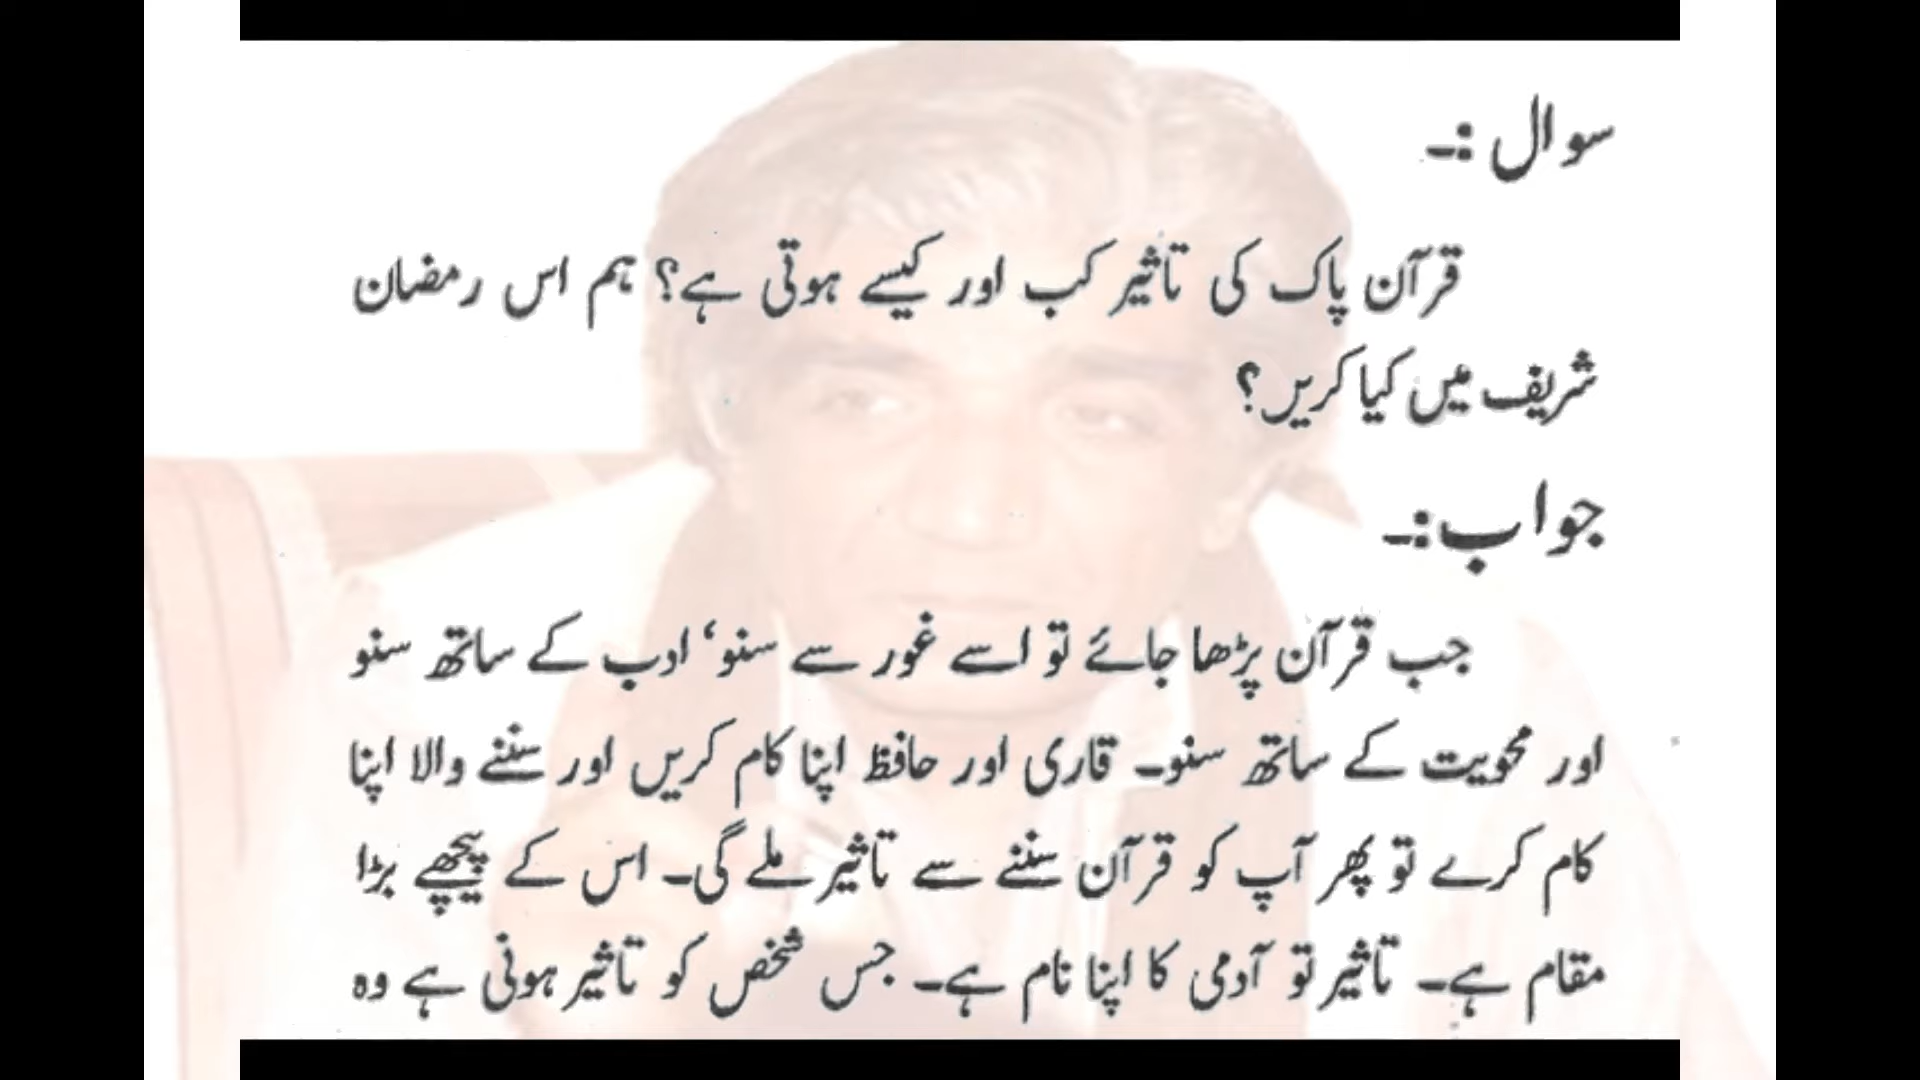 سوال :۔
قرآن پاک کی تاثیر کب اور کیسے ہوتی ہے؟ ہم اس رمضان
شریف میں کیا کریں؟
جواب:۔
جب قرآن پڑھا جائے تو اسے غور سے سنو‘ ادب کے ساتھ سنو
اور محویت کے ساتھ سنو۔ قاری اور حافظ اپنا کام کریں اور سننے والا اپنا
کام کرے تو پھر آپ کو قرآن سننے سے تاثیر ملے گی۔ اس کے پیچھے بڑا
مقام ہے۔ تاثیر تو آدمی کا اپنا نام ہے۔ جس شخص کو تاثیر ہونی ہے وہ